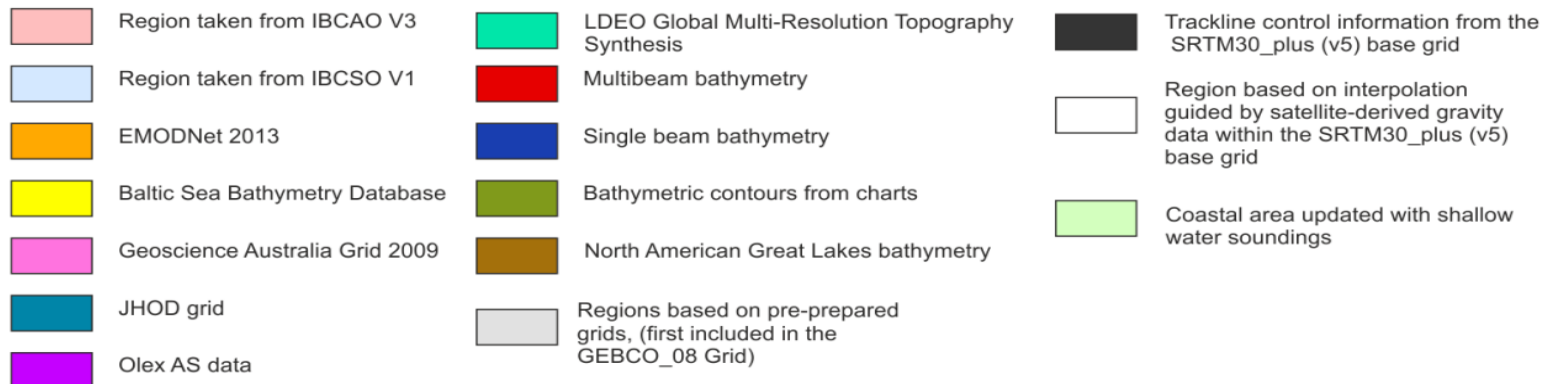 Region taken from IBCAO V3
Region taken from IBCSO V1
EMODNet 2013
Baltic Sea Bathymetry Database
Geoscience Australia Grid 2009
JHOD grid
Olex AS data
LDEO Global Multi-Resolution Topography
Synthesis
Multibeam bathymetry
Single beam bathymetry
Bathymetric contours from charts
North American Great Lakes bathymetry
Regions based on pre-prepared
grids, (first included in the
GEBCO_08 Grid)
Trackline control information from the
SRTM30_plus (v5) base grid
Region based on interpolation
guided by satellite-derived gravity
data within the SRTM30_plus (v5)
base grid
Coastal area updated with shallow
water soundings